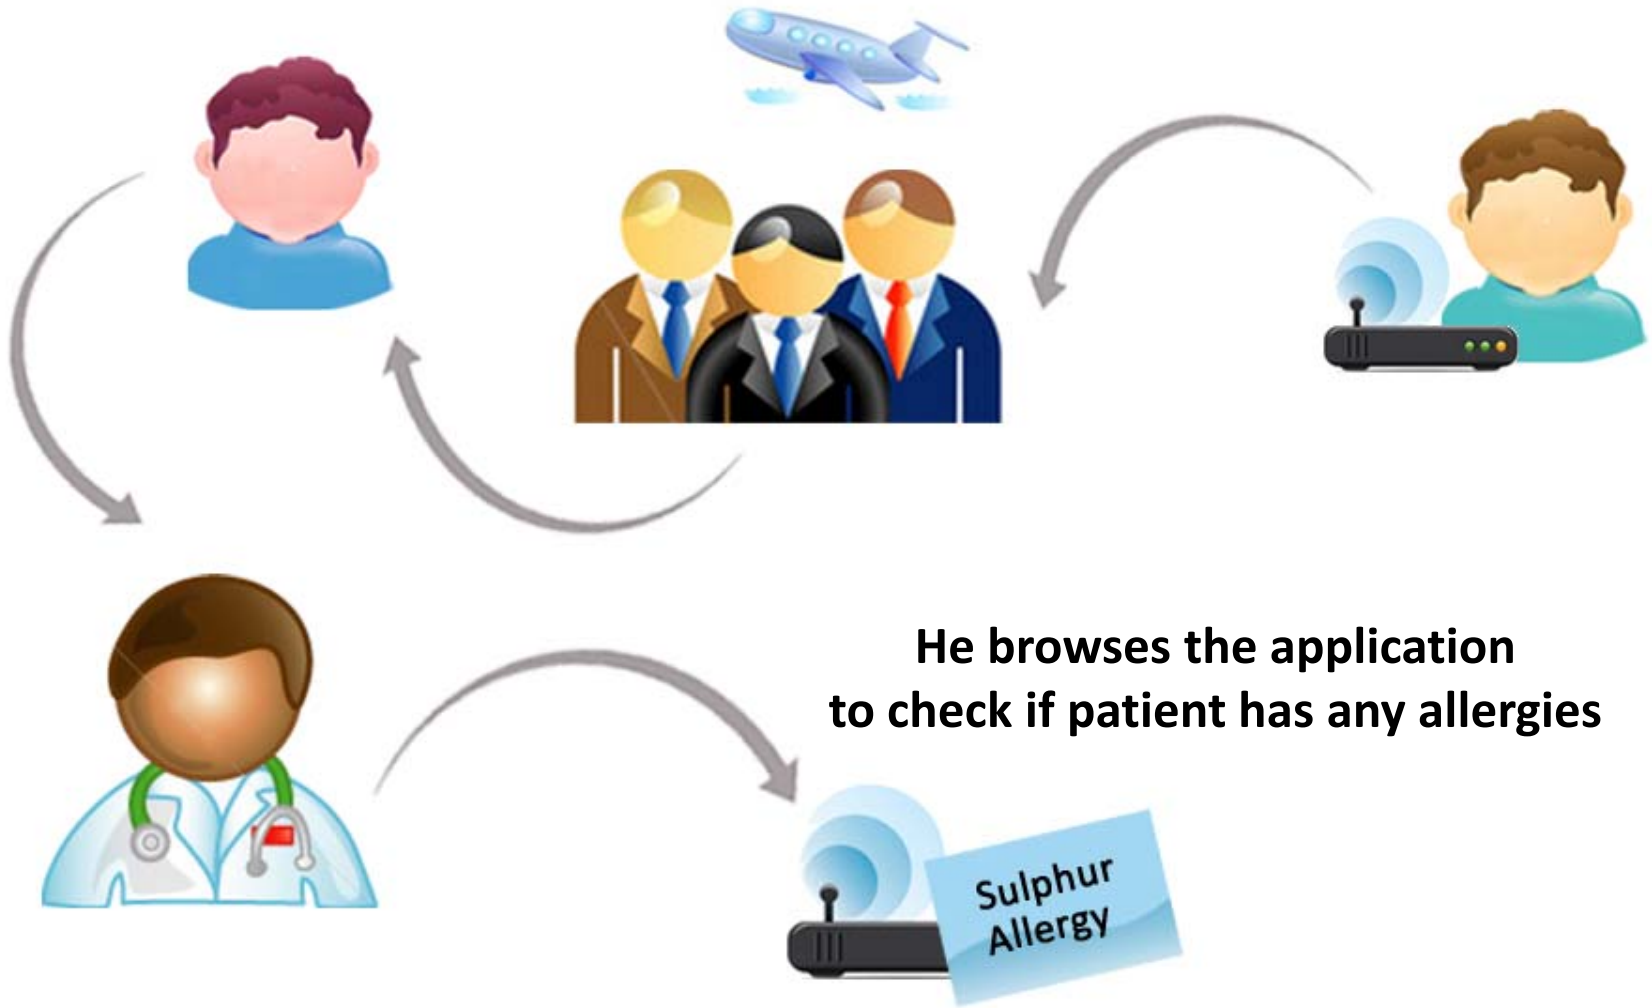 He browses the application
to check if patient has any allergies
Sulphur
Allergy